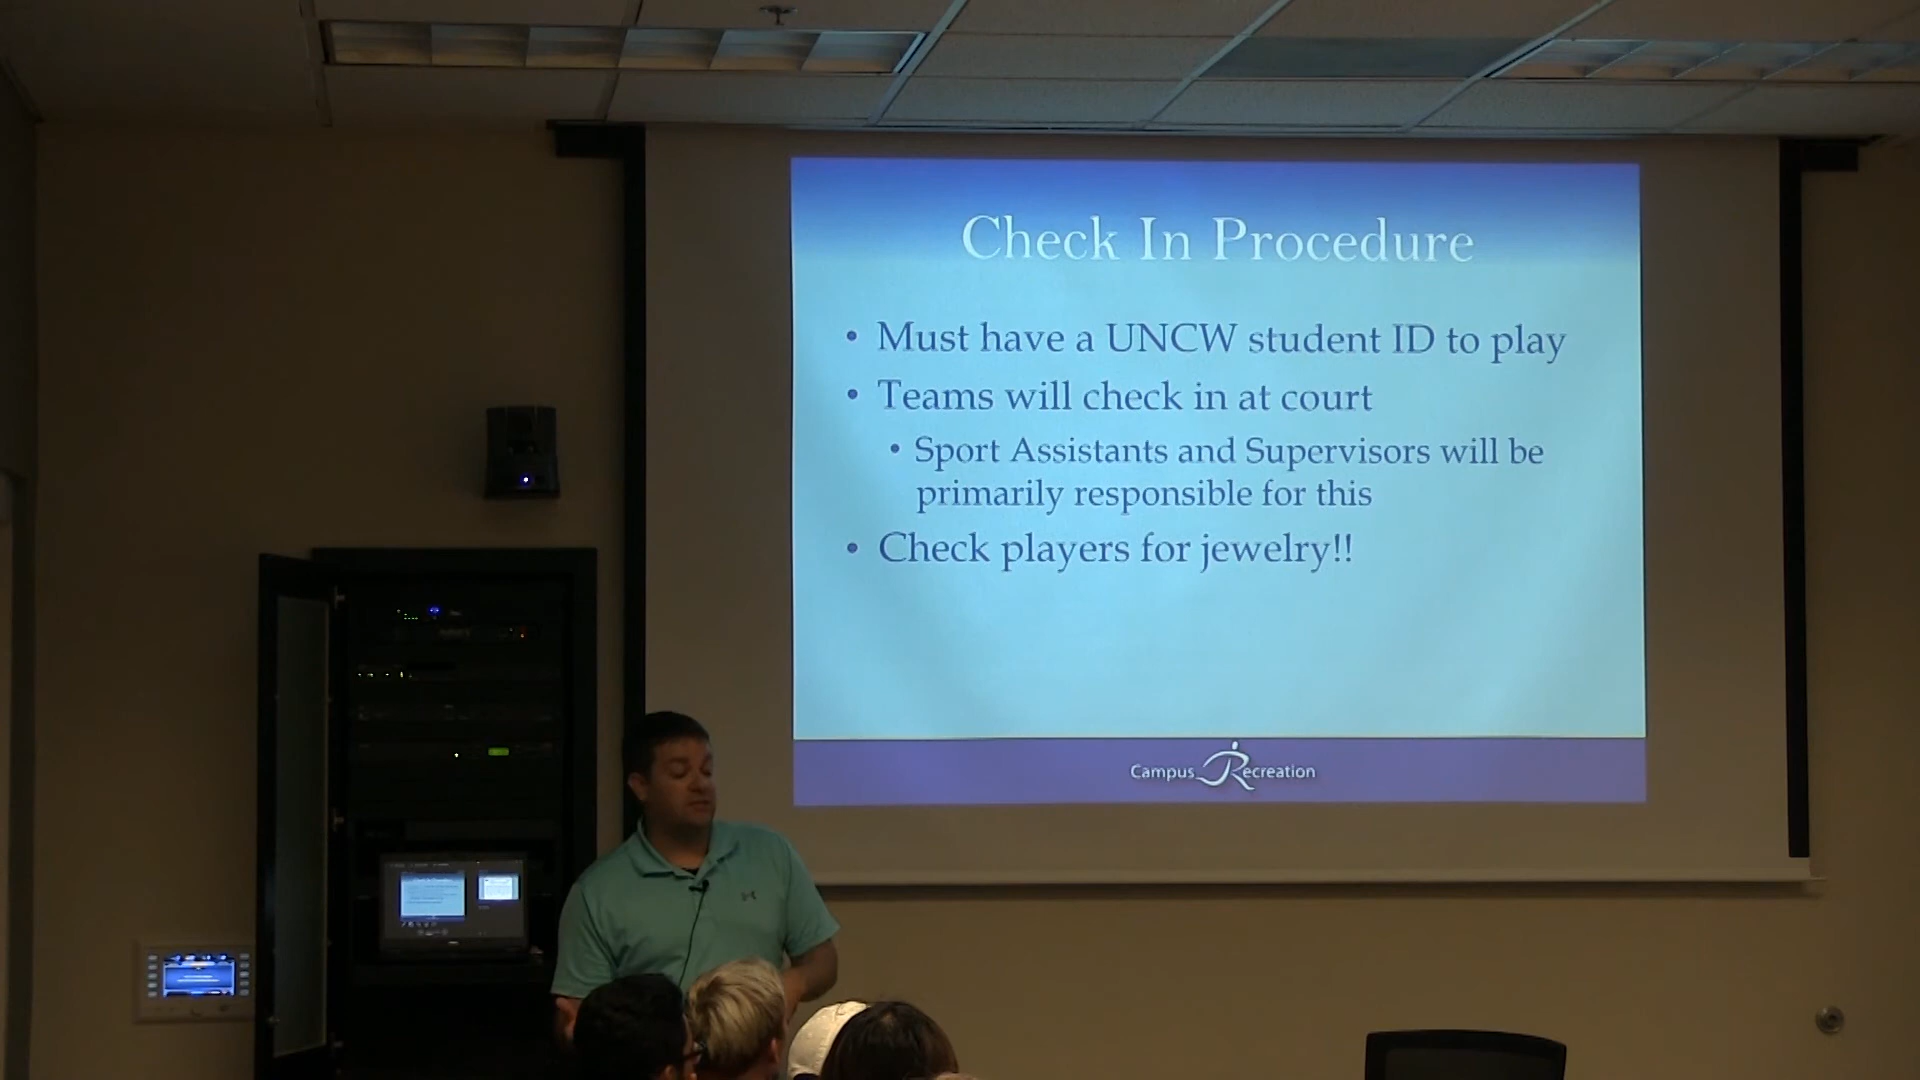 Check In Procedure
• Must have a UNCW student ID to play
• Teams will check in at court
• Sport Assistants and Supervisors will be
primarily responsible for this
• Check players for jewelry!!
Campus Recreation